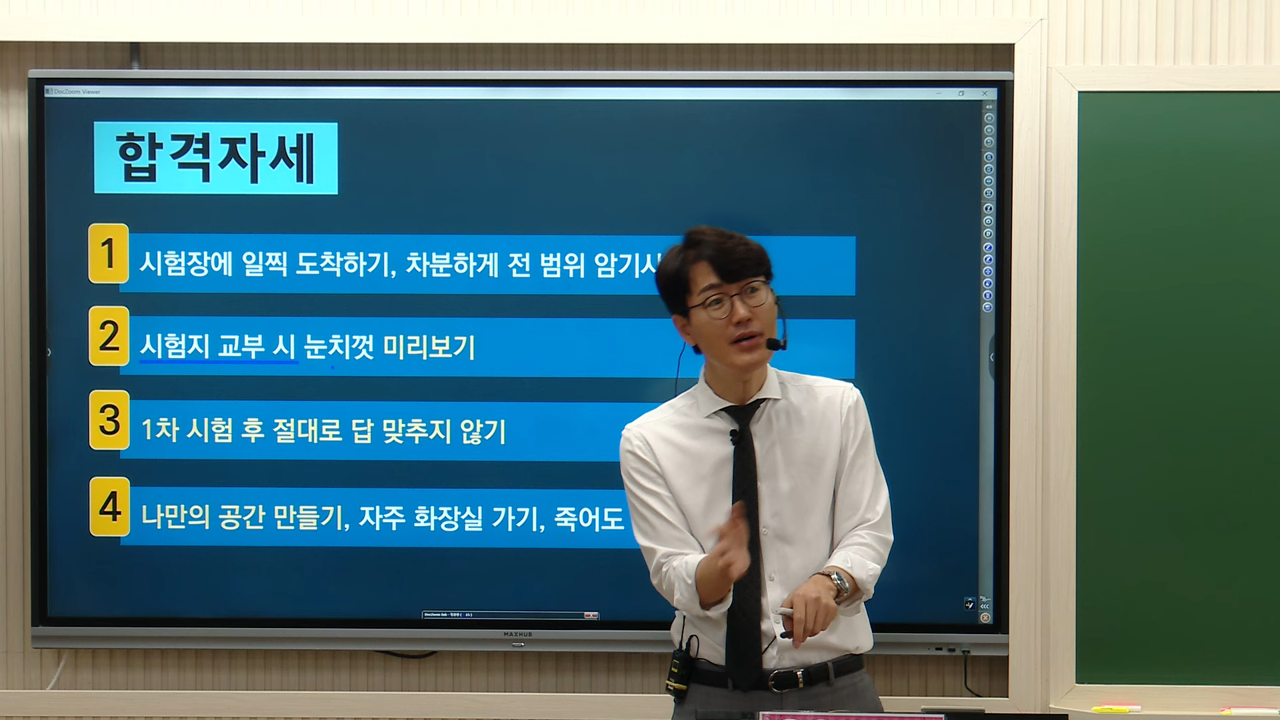 DocZoom Viewer
합격자세
1 시험장에 일찍 도착하기, 차분하게 전 범위 암기
2 시험지 교부 시 눈치껏 미리보기
3 1차 시험 후 절대로 답 맞추지 않기
4 나만의 공간 만들기, 자주 화장실 가기, 죽어도
MAXHUB